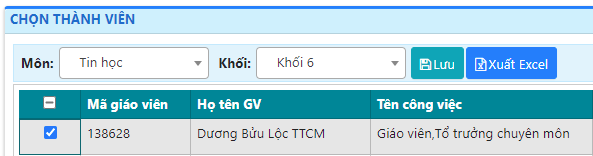 CHỌN THÀNH VIÊN
Môn: Tin học Khối: Khối 6 Lưu Xuất Excel
Mã giáo viên Họ tên GV Tên công việc
138628 Dương Bửu Lộc TTCM Giáo viên,Tổ trưởng chuyên môn